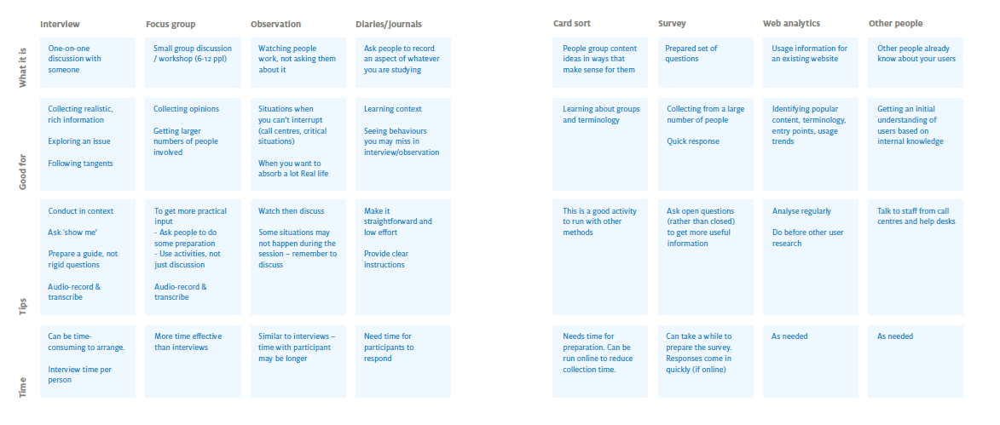 Interview
Focus group
Observation
Diaries/journals
Card sort
Survey
Web analytics
Other people
What it is
One-on-one
discussion with
someone
Small group discussion
/ workshop (6-12 ppl)
Watching people
work, not asking them
about it
Ask people to record
an aspect of whatever
you are studying
People group content
ideas in ways that
make sense for them
Prepared set of
questions
Usage information for
an existing website
Other people already
know about your users
Good for
Collecting realistic,
rich information
Exploring an issue
Following tangents
Collecting opinions
Getting larger
numbers of people
involved
Situations when
you can't interrupt
(call centres, critical
situations)
When you want to
absorb a lot Real life
Learning context
Seeing behaviours
you may miss in
interview/observation
Learning about groups
and terminology
Collecting from a large
number of people
Quick response
Identifying popular
content, terminology,
entry points, usage
trends
Getting an initial
understanding of
users based on
internal knowledge
Tips
Conduct in context
Ask 'show me'
Prepare a guide, not
rigid questions
Audio-record &
transcribe
To get more practical
input
- Ask people to do
some preparation
- Use activities, not
just discussion
Audio-record &
transcribe
Watch then discuss
Some situations may
not happen during the
session – remember to
discuss
Make it
straightforward and
low effort
Provide clear
instructions
This is a good activity
to run with other
methods
Ask open questions
(rather than closed)
to get more useful
information
Analyse regularly
Do before other user
research
Talk to staff from call
centres and help desks
Time
Can be time-
consuming to arrange.
Interview time per
person
More time effective
than interviews
Similar to interviews –
time with participant
may be longer
Need time for
participants to
respond
Needs time for
preparation. Can be
run online to reduce
collection time.
Can take a while to
prepare the survey.
Responses come in
quickly (if online)
As needed
As needed